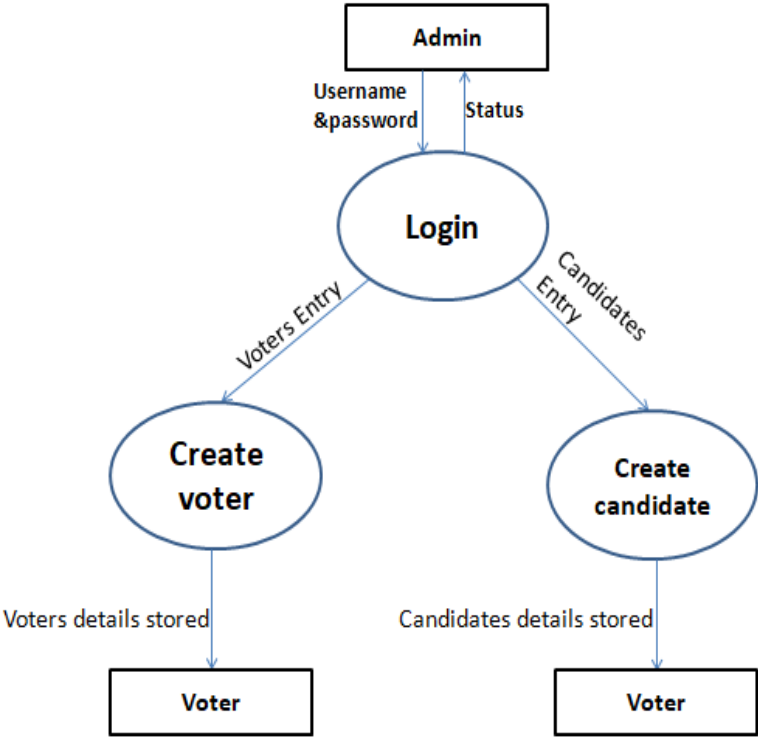 Admin
Username
&password
Status
Login
Voters Entry
Candidates
Entry
Create
voter
Create
candidate
Voters details stored
Candidates details stored
Voter
Voter